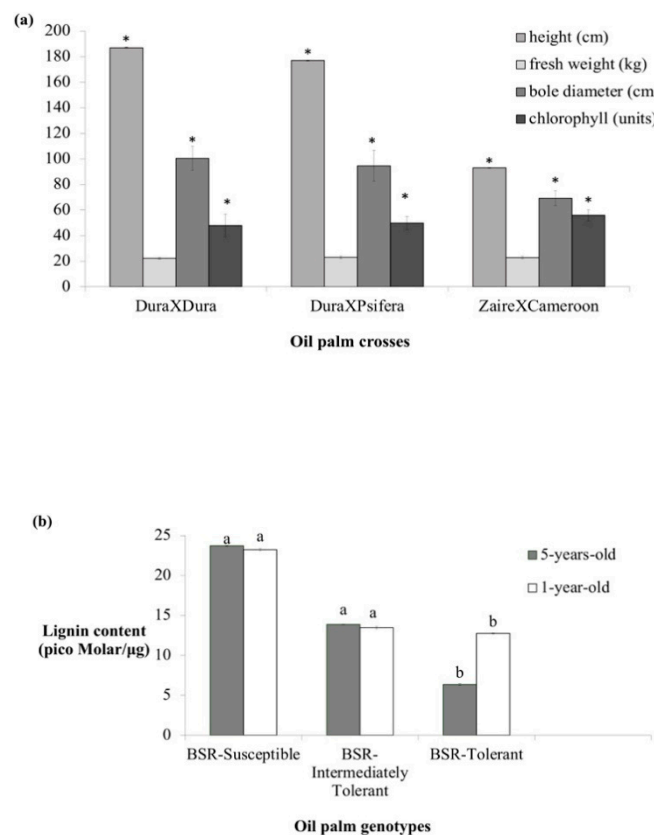 (a)
200
180
160
140
120
100
80
60
40
20
0
* * * * * * * * *
height (cm)
fresh weight (kg)
bole diameter (cm
chlorophyll (units)
DuraXDura DuraXPsifera ZaireXCameroon
Oil palm crosses
(b)
25
20
15
10
5
0
Lignin content
(pico Molar/µg)
a a a a b b
5-years-old
1-year-old
BSR-Susceptible BSR- BSR-Tolerant
Intermediately
Tolerant
Oil palm genotypes